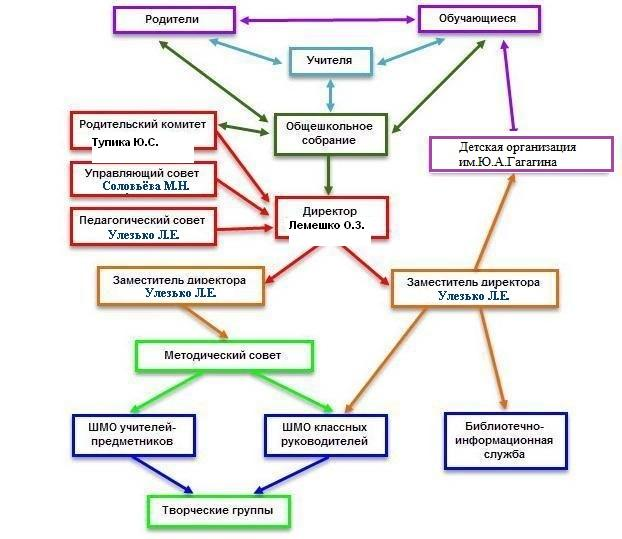 Родители
Обучающиеся
Учителя
Родительский комитет
Тупика Ю.С.
Общешкольное
собрание
Детская организация
им.Ю.А.Гагагина
Управляющий совет
Соловьёва М.Н.
Педагогический совет
Улезько Л.Е.
Директор
Лемешко О.З.
Заместитель директора
Улезько Л.Е.
Заместитель директора
Улезько Л.Е.
Методический совет
ШМО учителей-
предметников
ШМО классных
руководителей
Библиотечно-
информационная
служба
Творческие группы